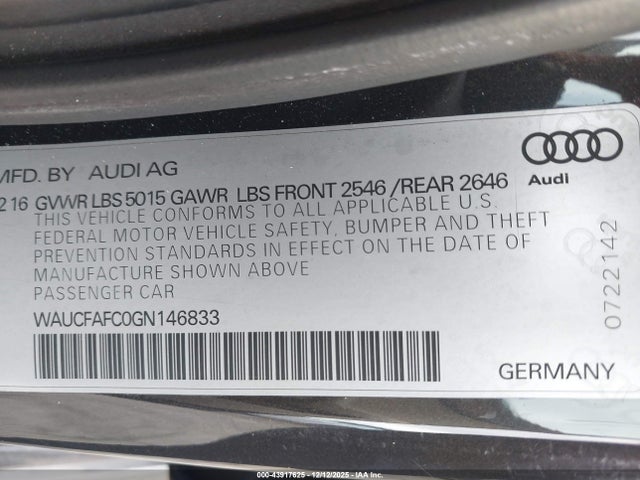 MFD. BY AUDI AG
2 16 GVWR LBS 5015 GAWR LBS FRONT 2546 /REAR 2646
THIS VEHICLE CONFORMS TO ALL APPLICABLE U.S.
FEDERAL MOTOR VEHICLE SAFETY, BUMPER AND THEFT
PREVENTION STANDARDS IN EFFECT ON THE DATE OF
MANUFACTURE SHOWN ABOVE
PASSENGER CAR
WAUCFAFC0GN146833
Audi
0722142
GERMANY
000-43917625 - 12/12/2025 - IAA Inc.